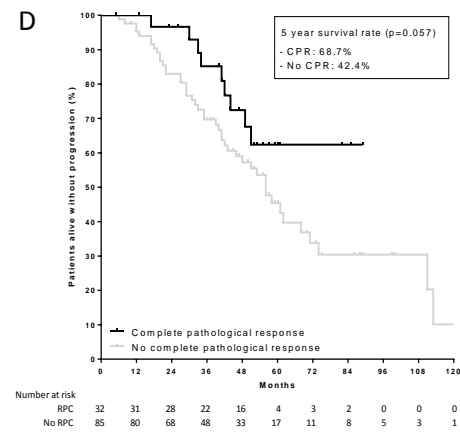 D
5 year survival rate (p=0.057)
- CPR: 68.7%
- No CPR: 42.4%
Patients alive without progression (%)
100
90
80
70
60
50
40
30
20
10
0
Complete pathological response
No complete pathological response
0 12 24 36 48 60 72 84 96 108 120
Months
Number at risk
RPC 32 31 28 22 16 4 3 2 0 0 0
No RPC 85 80 68 48 33 17 11 8 5 3 1